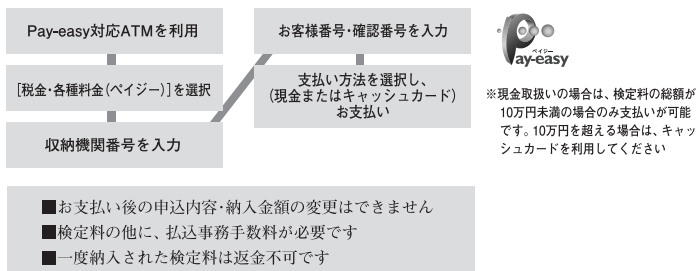 Pay-easy対応ATMを利用
[税金・各種料金(ペイジー)]を選択
収納機関番号を入力
お客様番号・確認番号を入力
支払い方法を選択し、
(現金またはキャッシュカード)
お支払い
ペイジー
Pay-easy
※現金取扱いの場合は、検定料の総額が
10万円未満の場合のみ支払いが可能
です。10万円を超える場合は、キャッ
シュカードを利用してください
■お支払い後の申込内容・納入金額の変更はできません
■検定料の他に、払込事務手数料が必要です
■一度納入された検定料は返金不可です